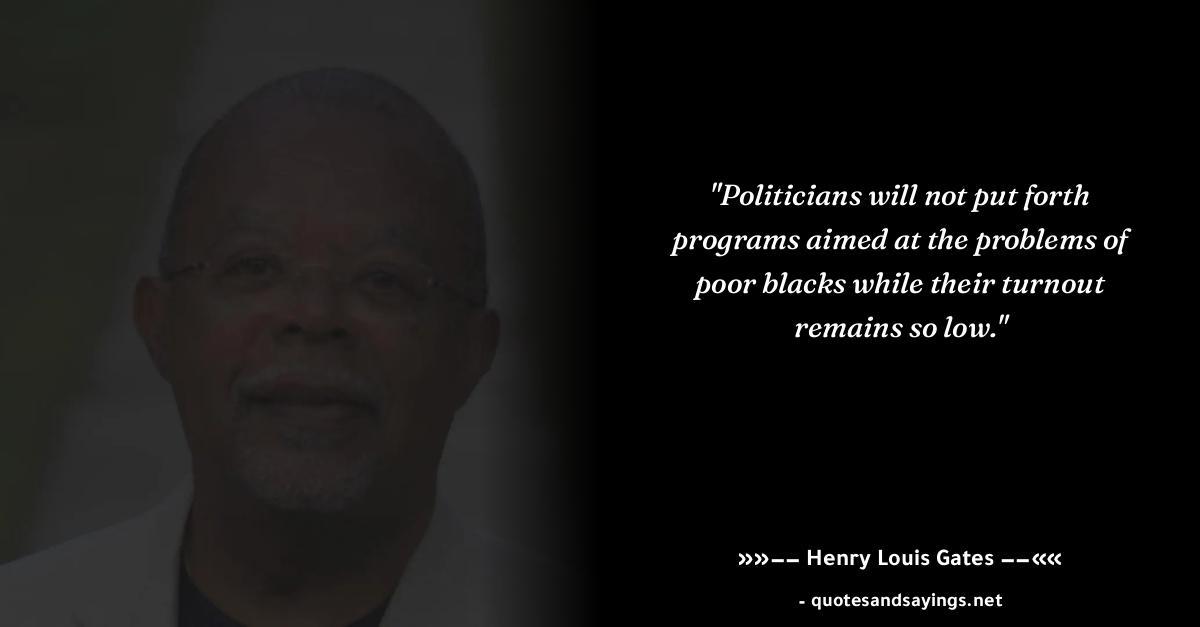 "Politicians will not put forth
programs aimed at the problems of
poor blacks while their turnout
remains so low."
»»–– Henry Louis Gates ––««
- quotesandsayings.net